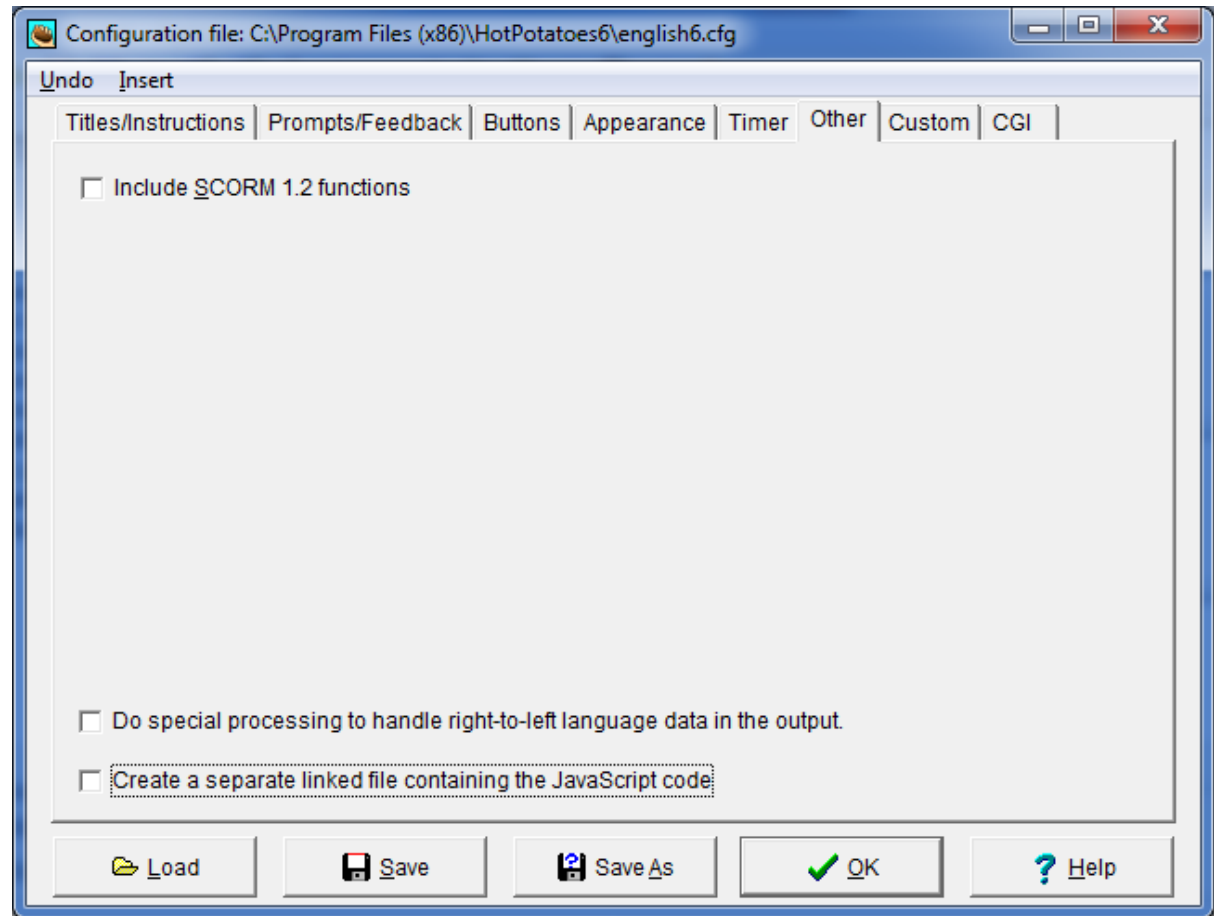 Configuration file: C:\Program Files (x86)\HotPotatoes6\english6.cfg
Undo Insert
Titles/Instructions Prompts/Feedback Buttons Appearance Timer Other Custom CGI
Include SCORM 1.2 functions
Do special processing to handle right-to-left language data in the output.
Create a separate linked file containing the JavaScript code
Load Save Save As OK Help